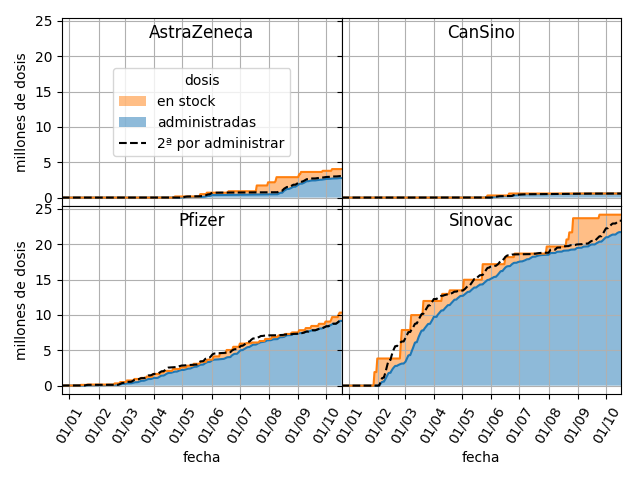 AstraZeneca
CanSino
25
20
15
10
5
0
millones de dosis
dosis
en stock
administradas
2ª por administrar
Pfizer
Sinovac
25
20
15
10
5
0
millones de dosis
01/01 01/02 01/03 01/04 01/05 01/06 01/07 01/08 01/09 01/10
01/01 01/02 01/03 01/04 01/05 01/06 01/07 01/08 01/09 01/10
fecha
fecha